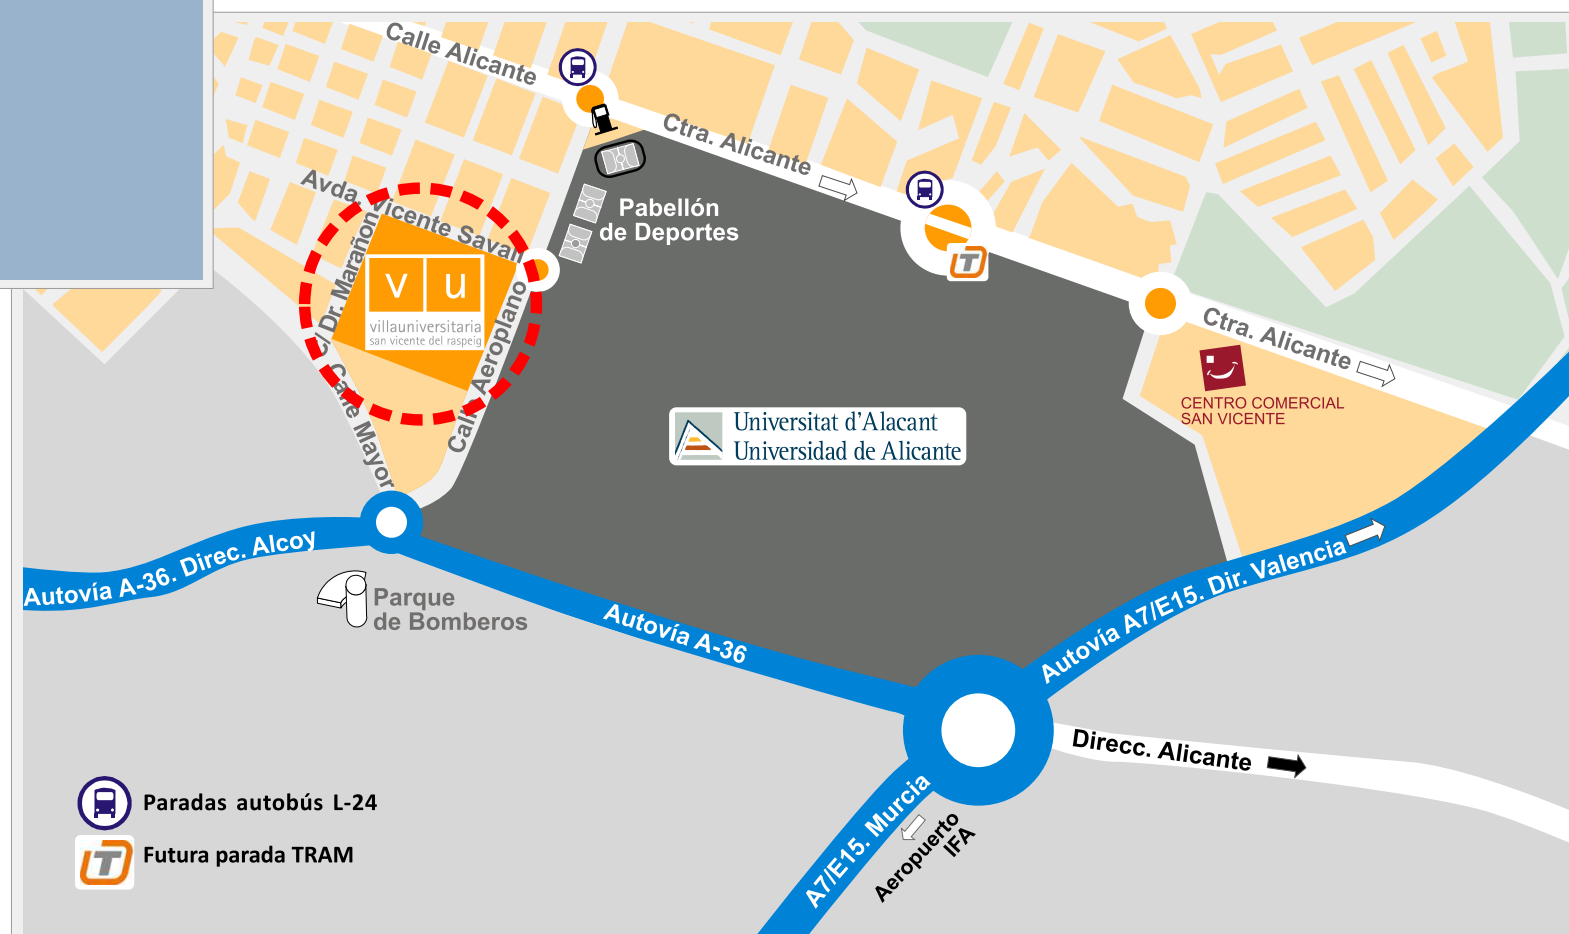 Calle Alicante
Ctra. Alicante
Avda. Vicente Savall
Pabellón
de Deportes
C/ Dr. Marañon
vu
villauniversitaria
san vicente del raspeig
Calle Aeroplano
Calle Mayor
Ctra. Alicante
CENTRO COMERCIAL
SAN VICENTE
Universitat d'Alacant
Universidad de Alicante
Autovía A-36. Direc. Alcoy
Parque
de Bomberos
Autovía A-36
Autovía A7/E15. Dir. Valencia
Direcc. Alicante
A7/E15. Murcia
Aeropuerto
IFA
Paradas autobús L-24
T
Futura parada TRAM